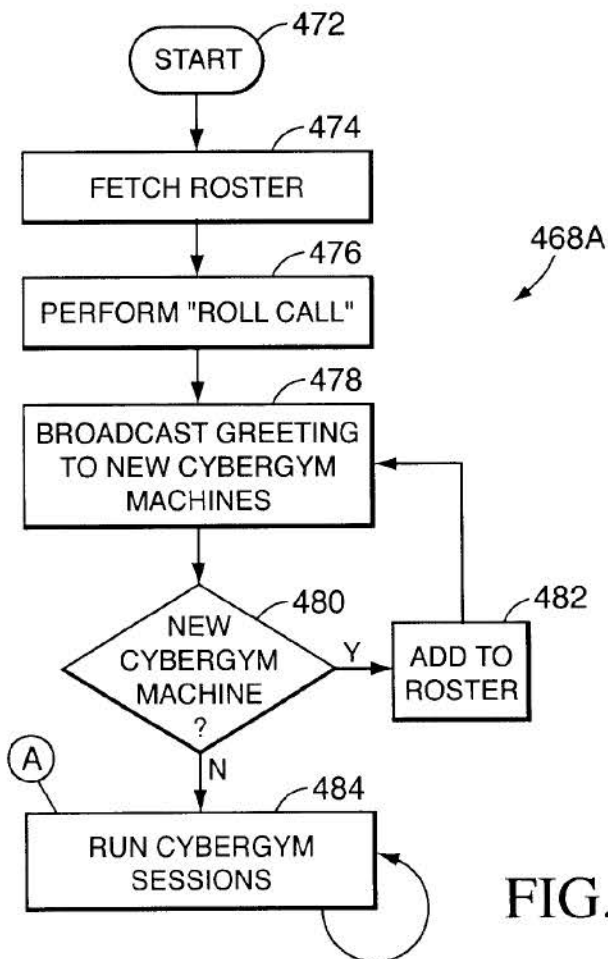 472
START
474
FETCH ROSTER
476
468A
PERFORM "ROLL CALL"
478
BROADCAST GREETING
TO NEW CYBERGYM
MACHINES
480
482
NEW
CYBERGYM
MACHINE
?
Y
ADD TO
ROSTER
A
N
484
RUN CYBERGYM
SESSIONS
FIG.